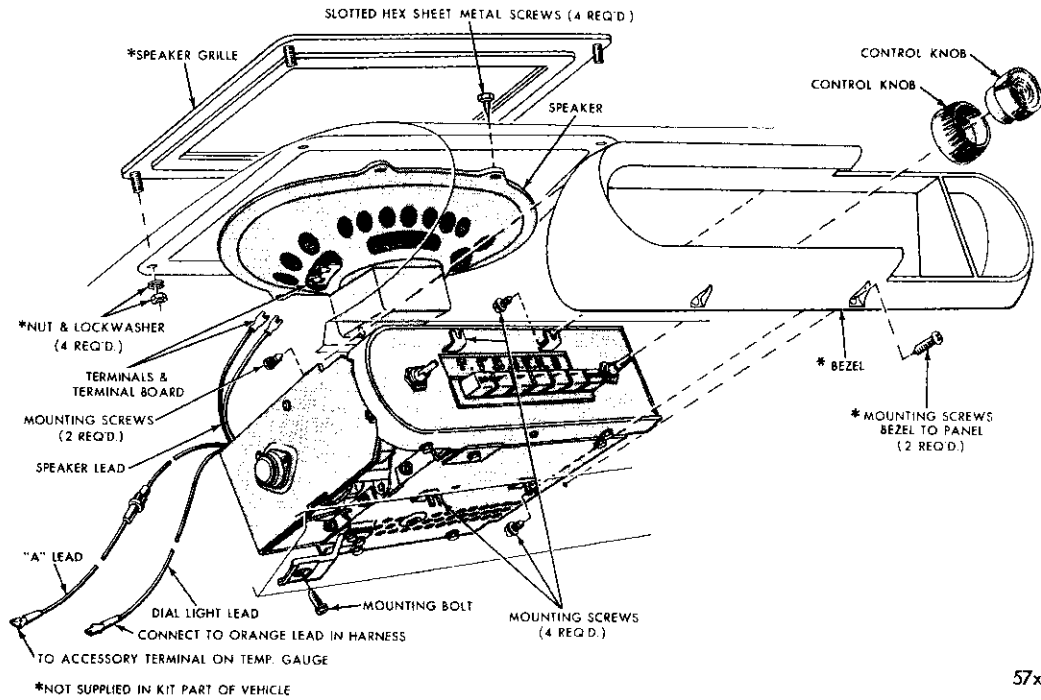 SLOTTED HEX SHEET METAL SCREWS (4 REQ'D.)
*SPEAKER GRILLE
CONTROL KNOB
CONTROL KNOB
SPEAKER
*NUT & LOCKWASHER
(4 REQ'D.)
TERMINALS &
TERMINAL BOARD
MOUNTING SCREWS
(2 REQ'D.)
SPEAKER LEAD
* BEZEL
* MOUNTING SCREWS
BEZEL TO PANEL
(2 REQ'D.)
"A" LEAD
DIAL LIGHT LEAD
CONNECT TO ORANGE LEAD IN HARNESS
MOUNTING BOLT
MOUNTING SCREWS
(4 REQ'D.)
TO ACCESSORY TERMINAL ON TEMP. GAUGE
*NOT SUPPLIED IN KIT PART OF VEHICLE
57x